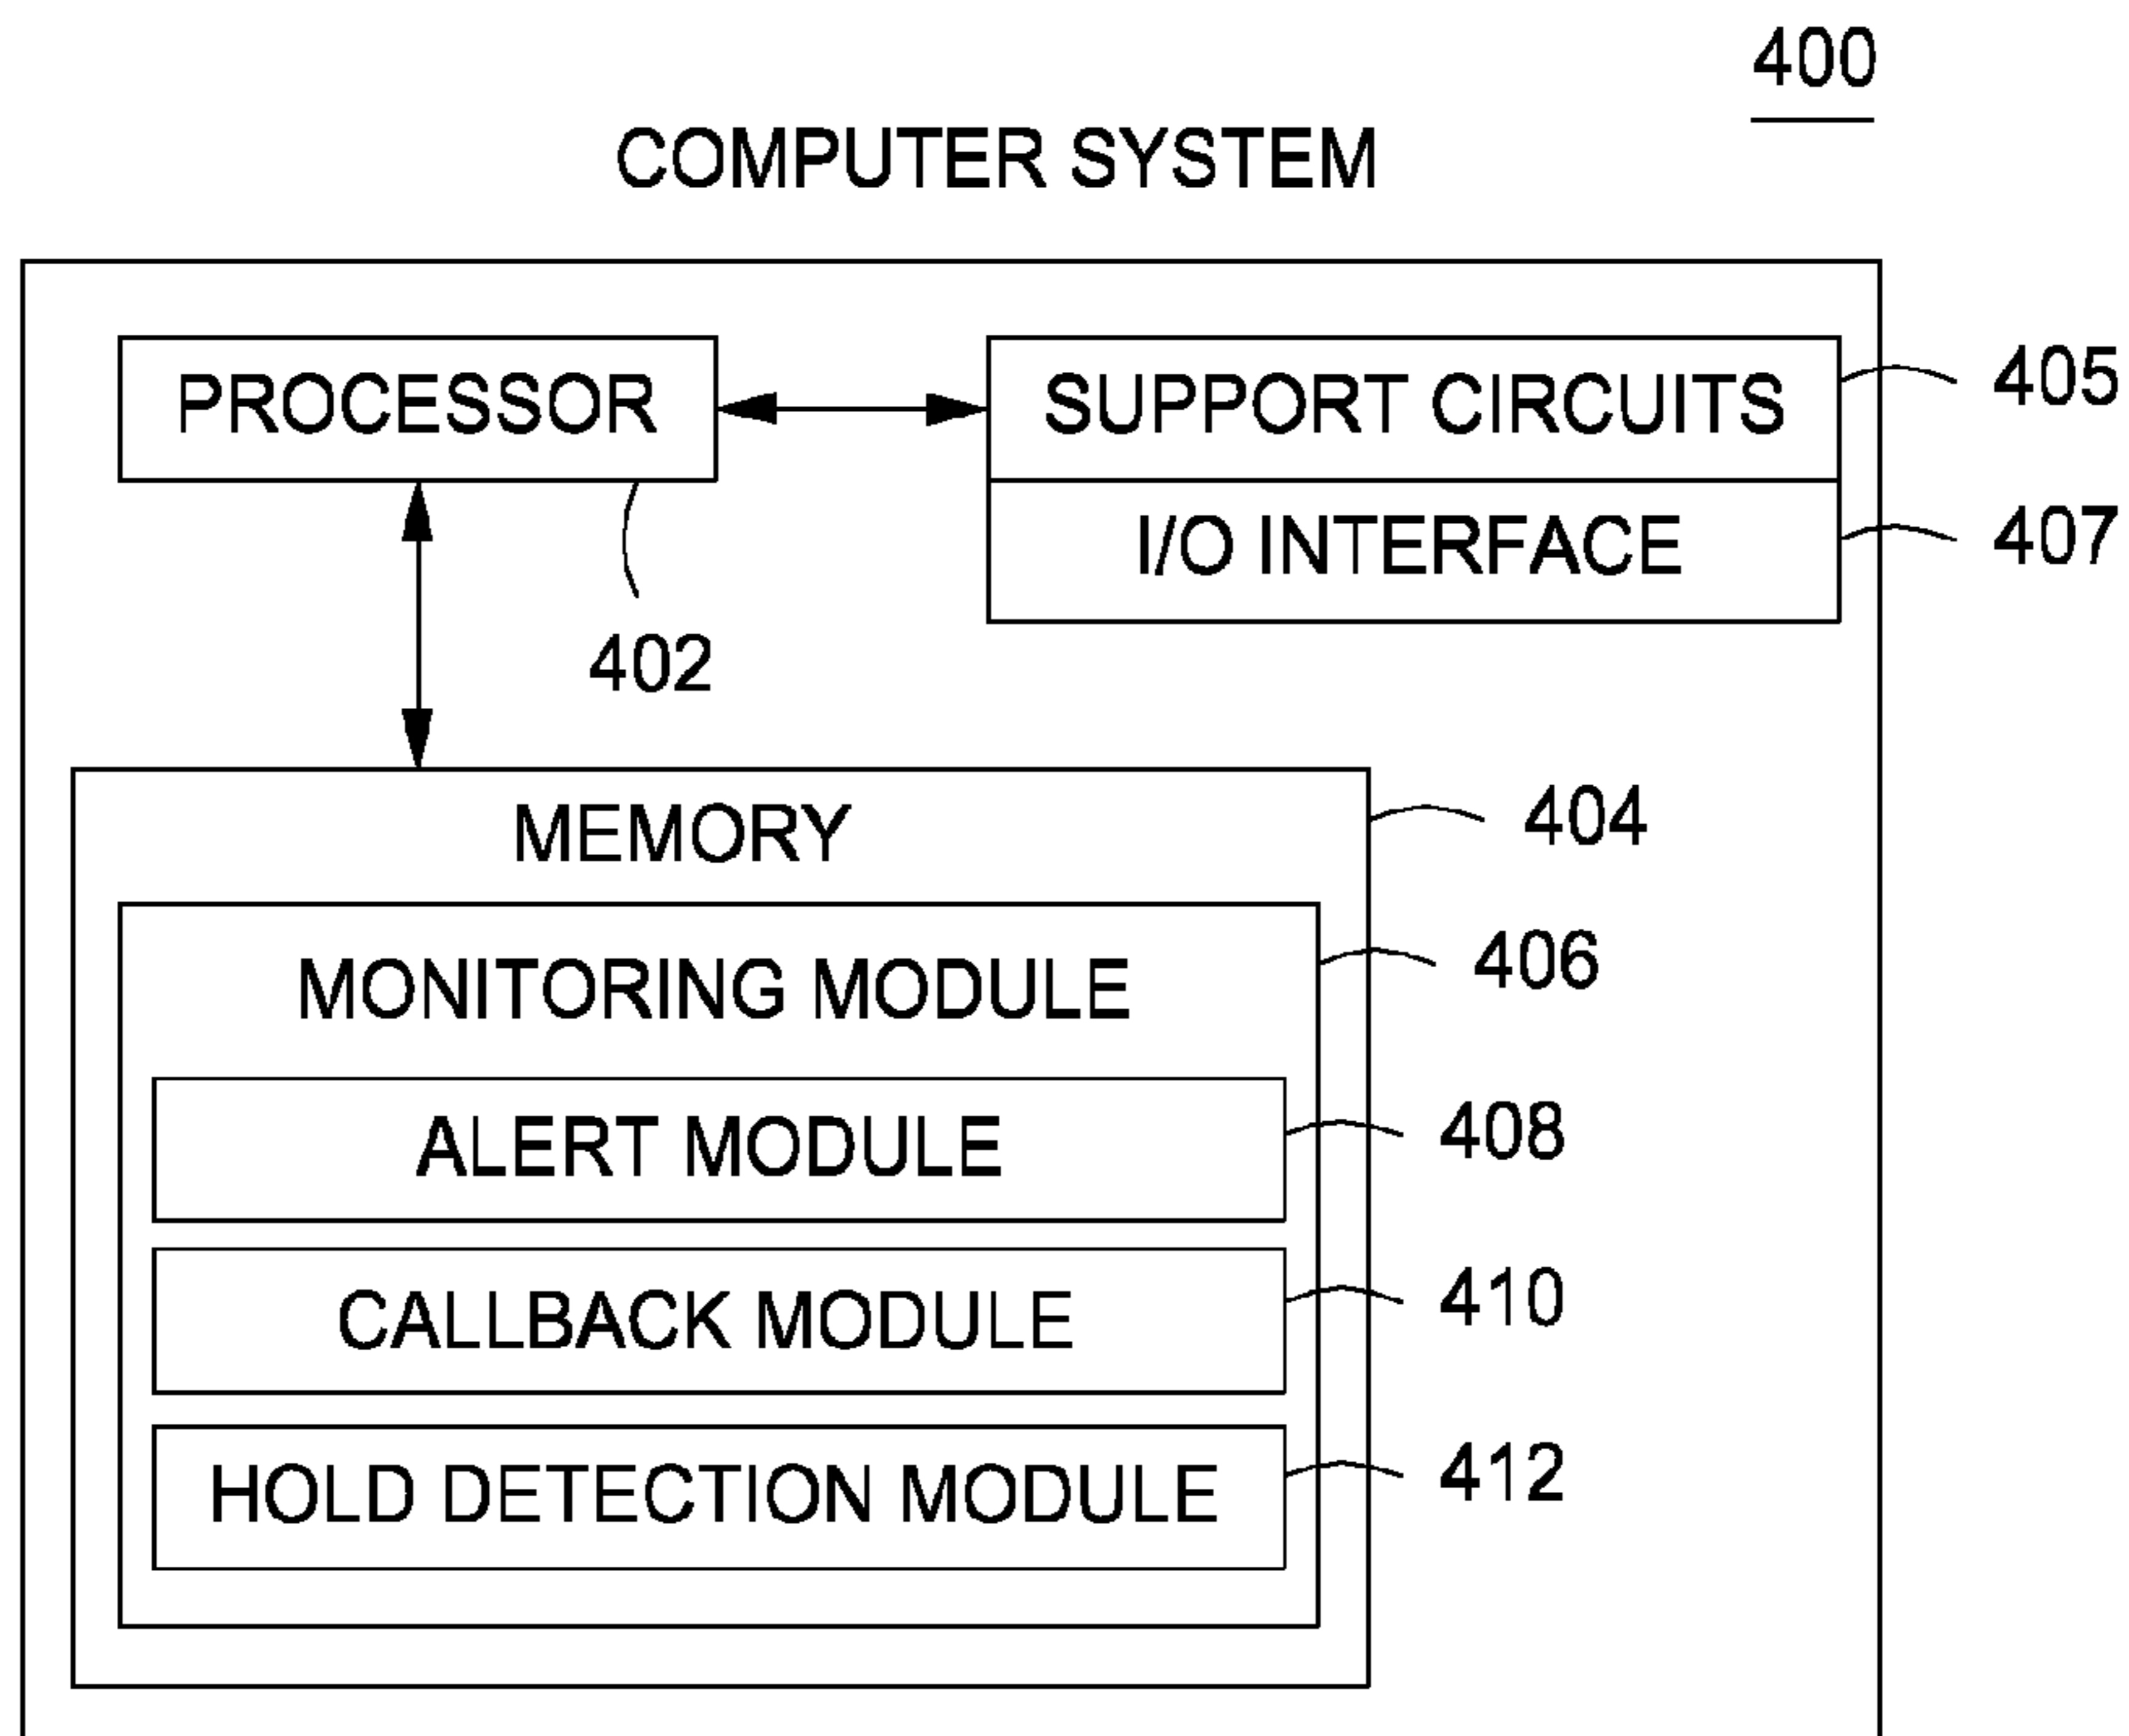 400
COMPUTER SYSTEM
PROCESSOR
SUPPORT CIRCUITS
405
I/O INTERFACE
407
402
MEMORY
404
MONITORING MODULE
406
ALERT MODULE
408
CALLBACK MODULE
410
HOLD DETECTION MODULE
412